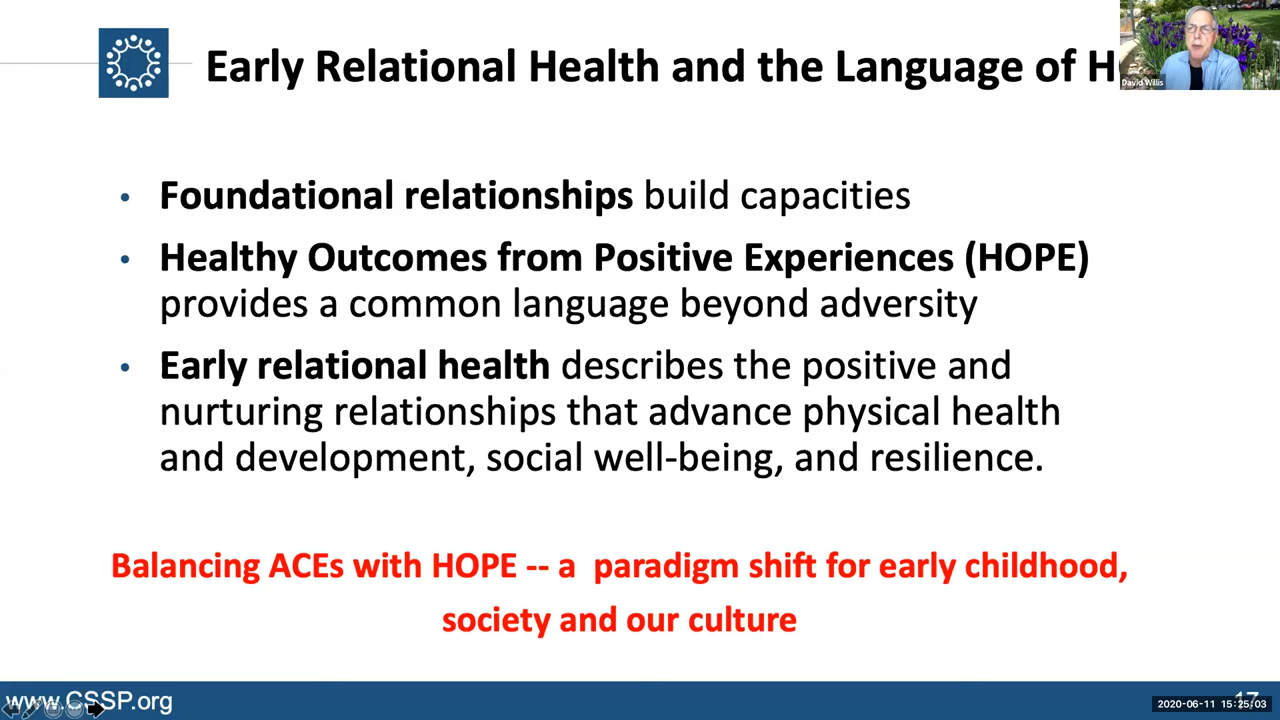 Early Relational Health and the Language of H
David Willis
• Foundational relationships build capacities
• Healthy Outcomes from Positive Experiences (HOPE)
provides a common language beyond adversity
• Early relational health describes the positive and
nurturing relationships that advance physical health
and development, social well-being, and resilience.
Balancing ACEs with HOPE -- a paradigm shift for early childhood,
society and our culture
www.CSSP.org
17
2020-06-11 15:25:03